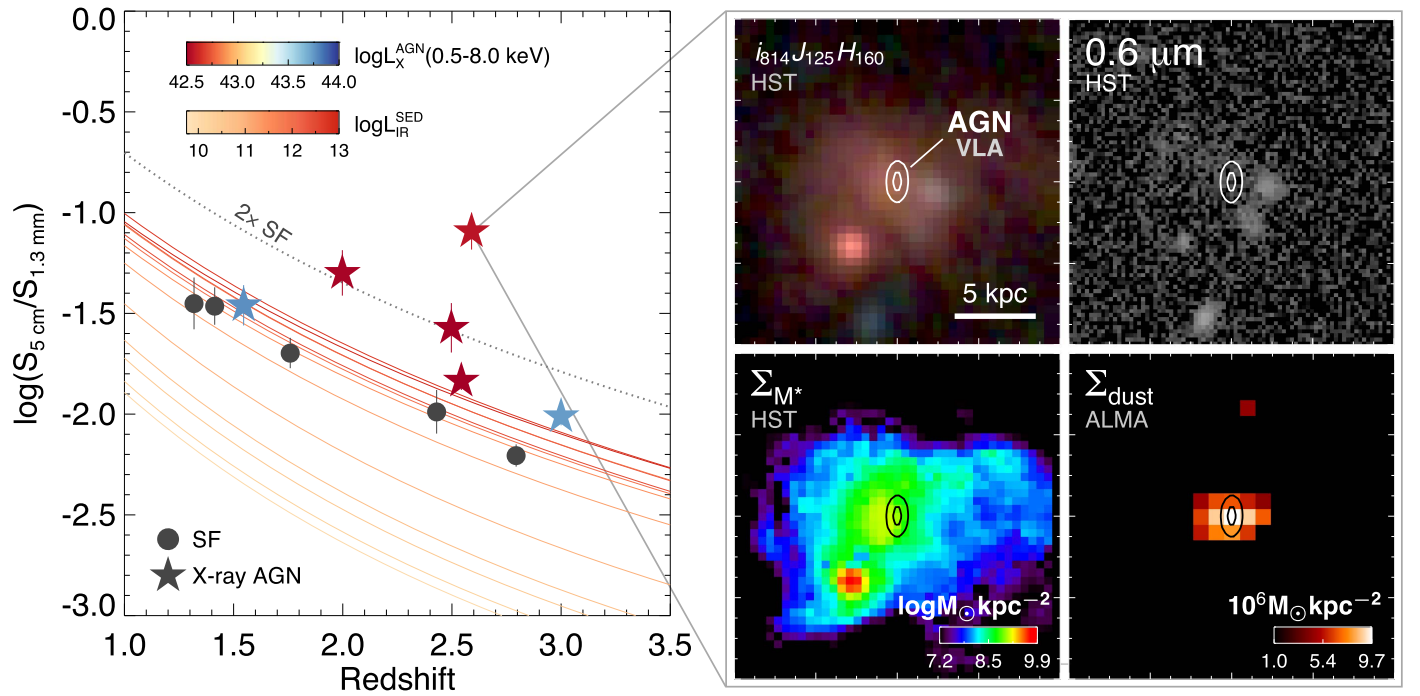 0.0
-0.5
-1.0
-1.5
-2.0
-2.5
-3.0
log(S5 cm/S1.3 mm)
42.5 43.0 43.5 44.0
logL_X^AGN(0.5-8.0 keV)
10 11 12 13
logL_IR^SED
2× SF
SF
X-ray AGN
1.0 1.5 2.0 2.5 3.0 3.5
Redshift
i814J125H160
HST
AGN
VLA
5 kpc
0.6 μm
HST
ΣM*
HST
logM⊙kpc−2
7.2 8.5 9.9
Σdust
ALMA
10⁶M⊙kpc−2
1.0 5.4 9.7